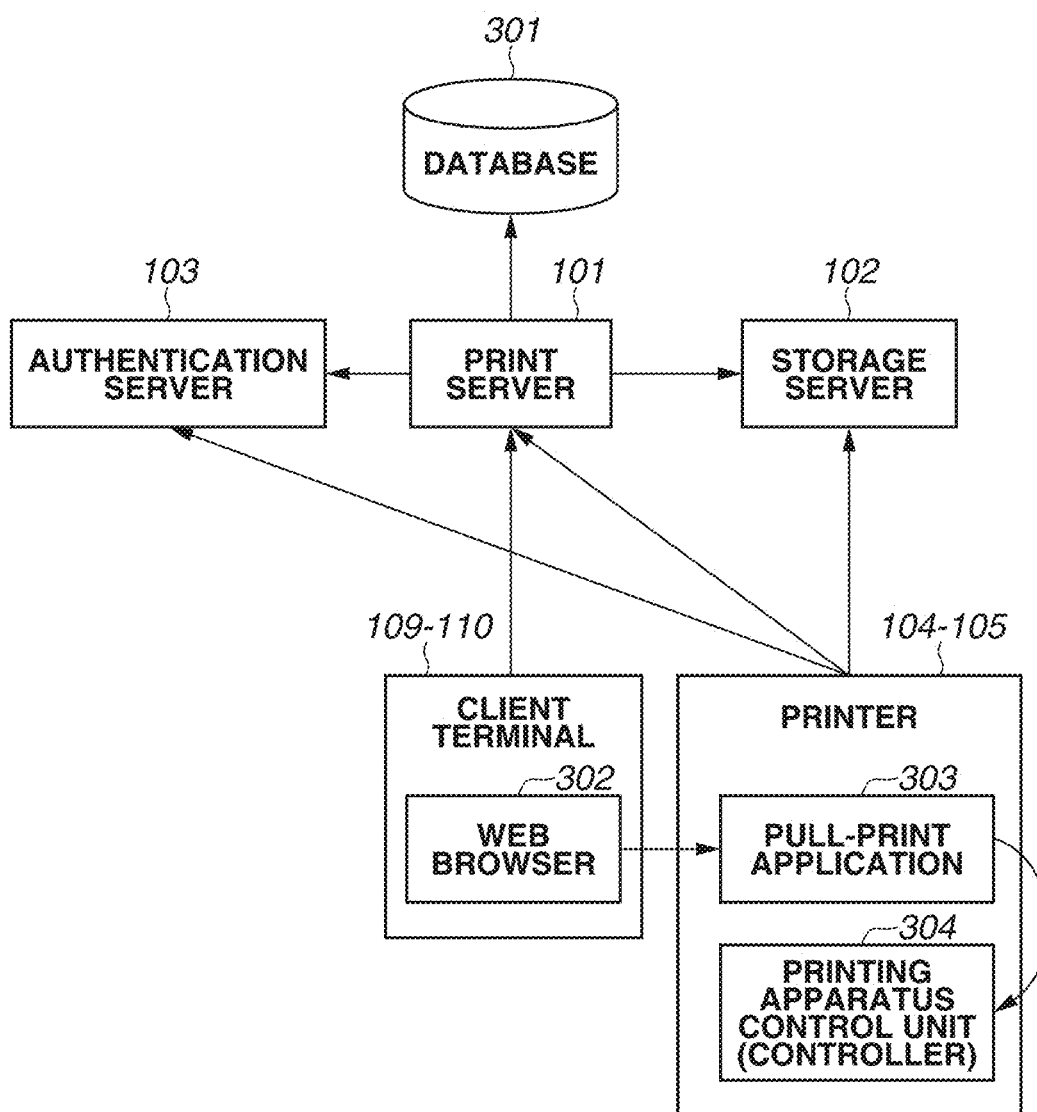 301
DATABASE
103
101
102
AUTHENTICATION
SERVER
PRINT
SERVER
STORAGE
SERVER
109-110
104-105
CLIENT
TERMINAL
PRINTER
302
303
WEB
BROWSER
PULL-PRINT
APPLICATION
304
PRINTING
APPARATUS
CONTROL UNIT
(CONTROLLER)